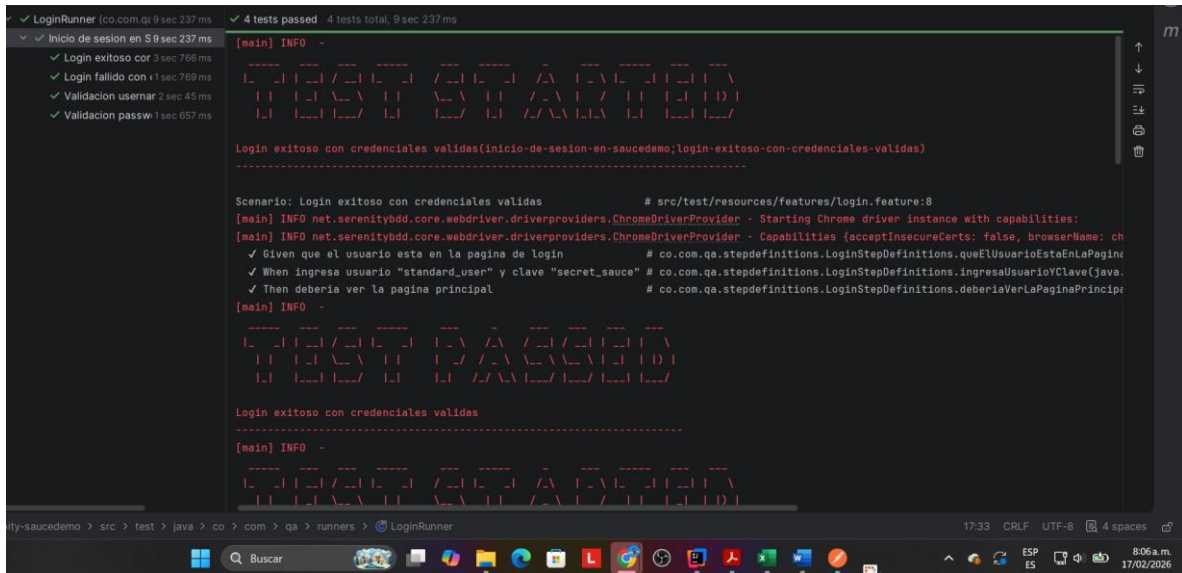 LoginRunner (co.com.qa 9 sec 237 ms
4 tests passed 4 tests total, 9 sec 237 ms
Inicio de sesion en S 9 sec 237 ms
Login exitoso cor 3 sec 766 ms
Login fallido con 1 sec 769 ms
Validacion usernar 2 sec 45 ms
Validacion passw 1 sec 657 ms
[main] INFO -
TEST STARTED
Login exitoso con credenciales validas(inicio-de-sesion-en-saucedemo;login-exitoso-con-credenciales-validas)
Scenario: Login exitoso con credenciales validas # src/test/resources/features/login.feature:8
[main] INFO net.serenitybdd.core.webdriver.driverproviders.ChromeDriverProvider - Starting Chrome driver instance with capabilities:
[main] INFO net.serenitybdd.core.webdriver.driverproviders.ChromeDriverProvider - Capabilities {acceptInsecureCerts: false, browserName: ch
✓ Given que el usuario esta en la pagina de login # co.com.qa.stepdefinitions.LoginStepDefinitions.queElUsuarioEstaEnLaPagina
✓ When ingresa usuario "standard_user" y clave "secret_sauce" # co.com.qa.stepdefinitions.LoginStepDefinitions.ingresaUsuarioYClave(java.
✓ Then deberia ver la pagina principal # co.com.qa.stepdefinitions.LoginStepDefinitions.deberiaVerLaPaginaPrincipa
[main] INFO -
TEST PASSED
Login exitoso con credenciales validas
[main] INFO -
TEST STARTED
ity-saucedemo > src > test > java > co > com > qa > runners > LoginRunner
17:33 CRLF UTF-8 4 spaces
Buscar
ESP
ES
8:06 a.m.
17/02/2026